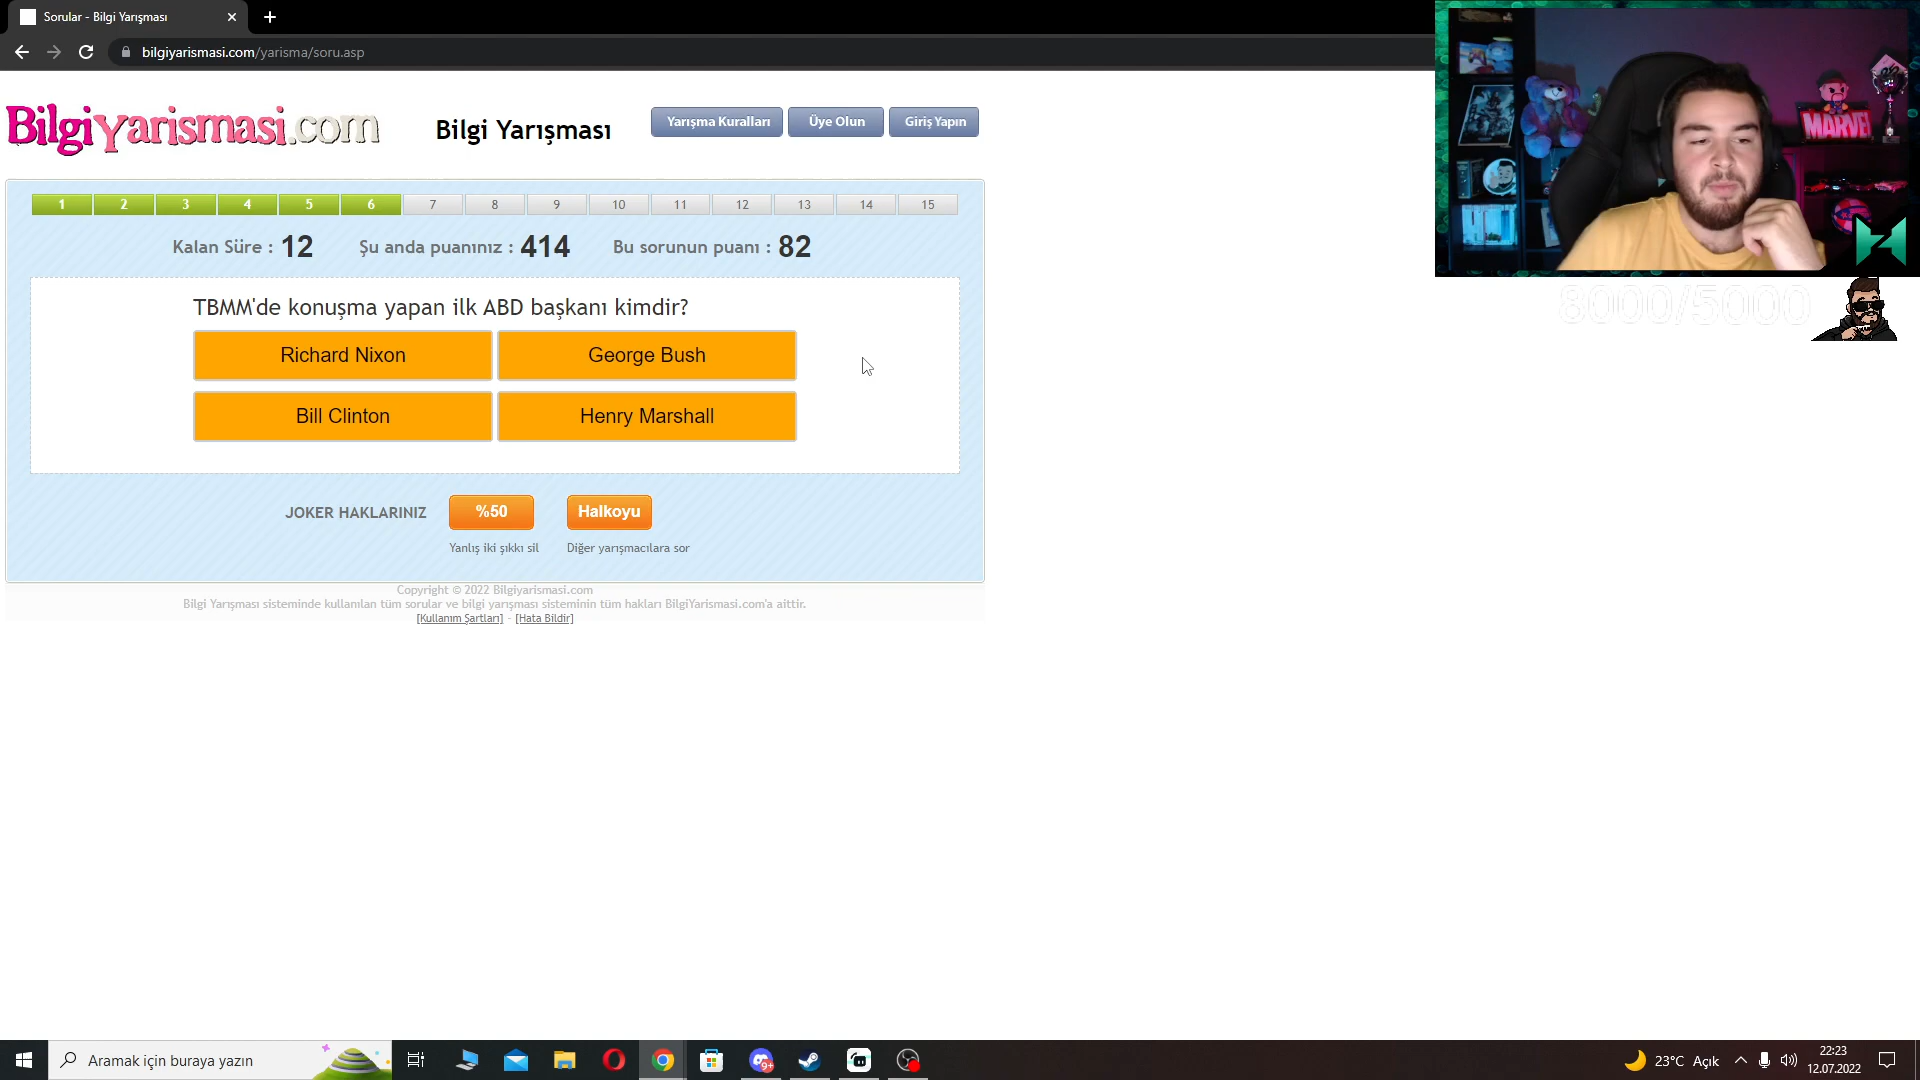 Sorular - Bilgi Yarışması
bilgiyarismasi.com/yarisma/soru.asp
Bilgiyarismasi.com
Bilgi Yarışması
Yarışma Kuralları
Üye Olun
Giriş Yapın
MARVEL
1 2 3 4 5 6 7 8 9 10 11 12 13 14 15
Kalan Süre : 12 Şu anda puanınız : 414 Bu sorunun puanı : 82
8000/5000
TBMM'de konuşma yapan ilk ABD başkanı kimdir?
Richard Nixon George Bush
Bill Clinton Henry Marshall
JOKER HAKLARINIZ %50 Halkoyu
Yanlış iki şıkkı sil Diğer yarışmacılara sor
Copyright © 2022 Bilgiyarismasi.com
Bilgi Yarışması sisteminde kullanılan tüm sorular ve bilgi yarışması sisteminin tüm hakları BilgiYarismasi.com'a aittir.
[Kullanım Şartları] - [Hata Bildir]
Aramak için buraya yazın
9+
23°C Açık
22:23
12.07.2022